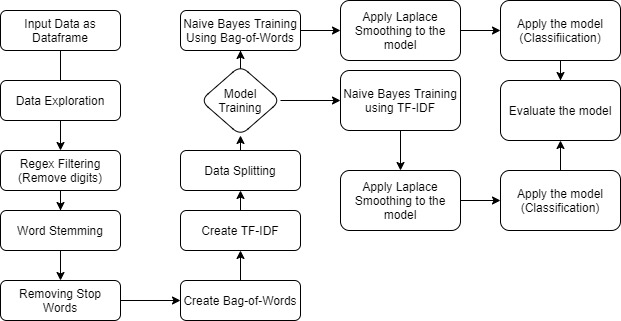 Input Data as
Dataframe
Data Exploration
Regex Filtering
(Remove digits)
Word Stemming
Removing Stop
Words
Create Bag-of-Words
Create TF-IDF
Data Splitting
Model
Training
Naive Bayes Training
Using Bag-of-Words
Apply Laplace
Smoothing to the
model
Apply the model
(Classifiication)
Naive Bayes Training
using TF-IDF
Apply Laplace
Smoothing to the
model
Apply the model
(Classification)
Evaluate the model